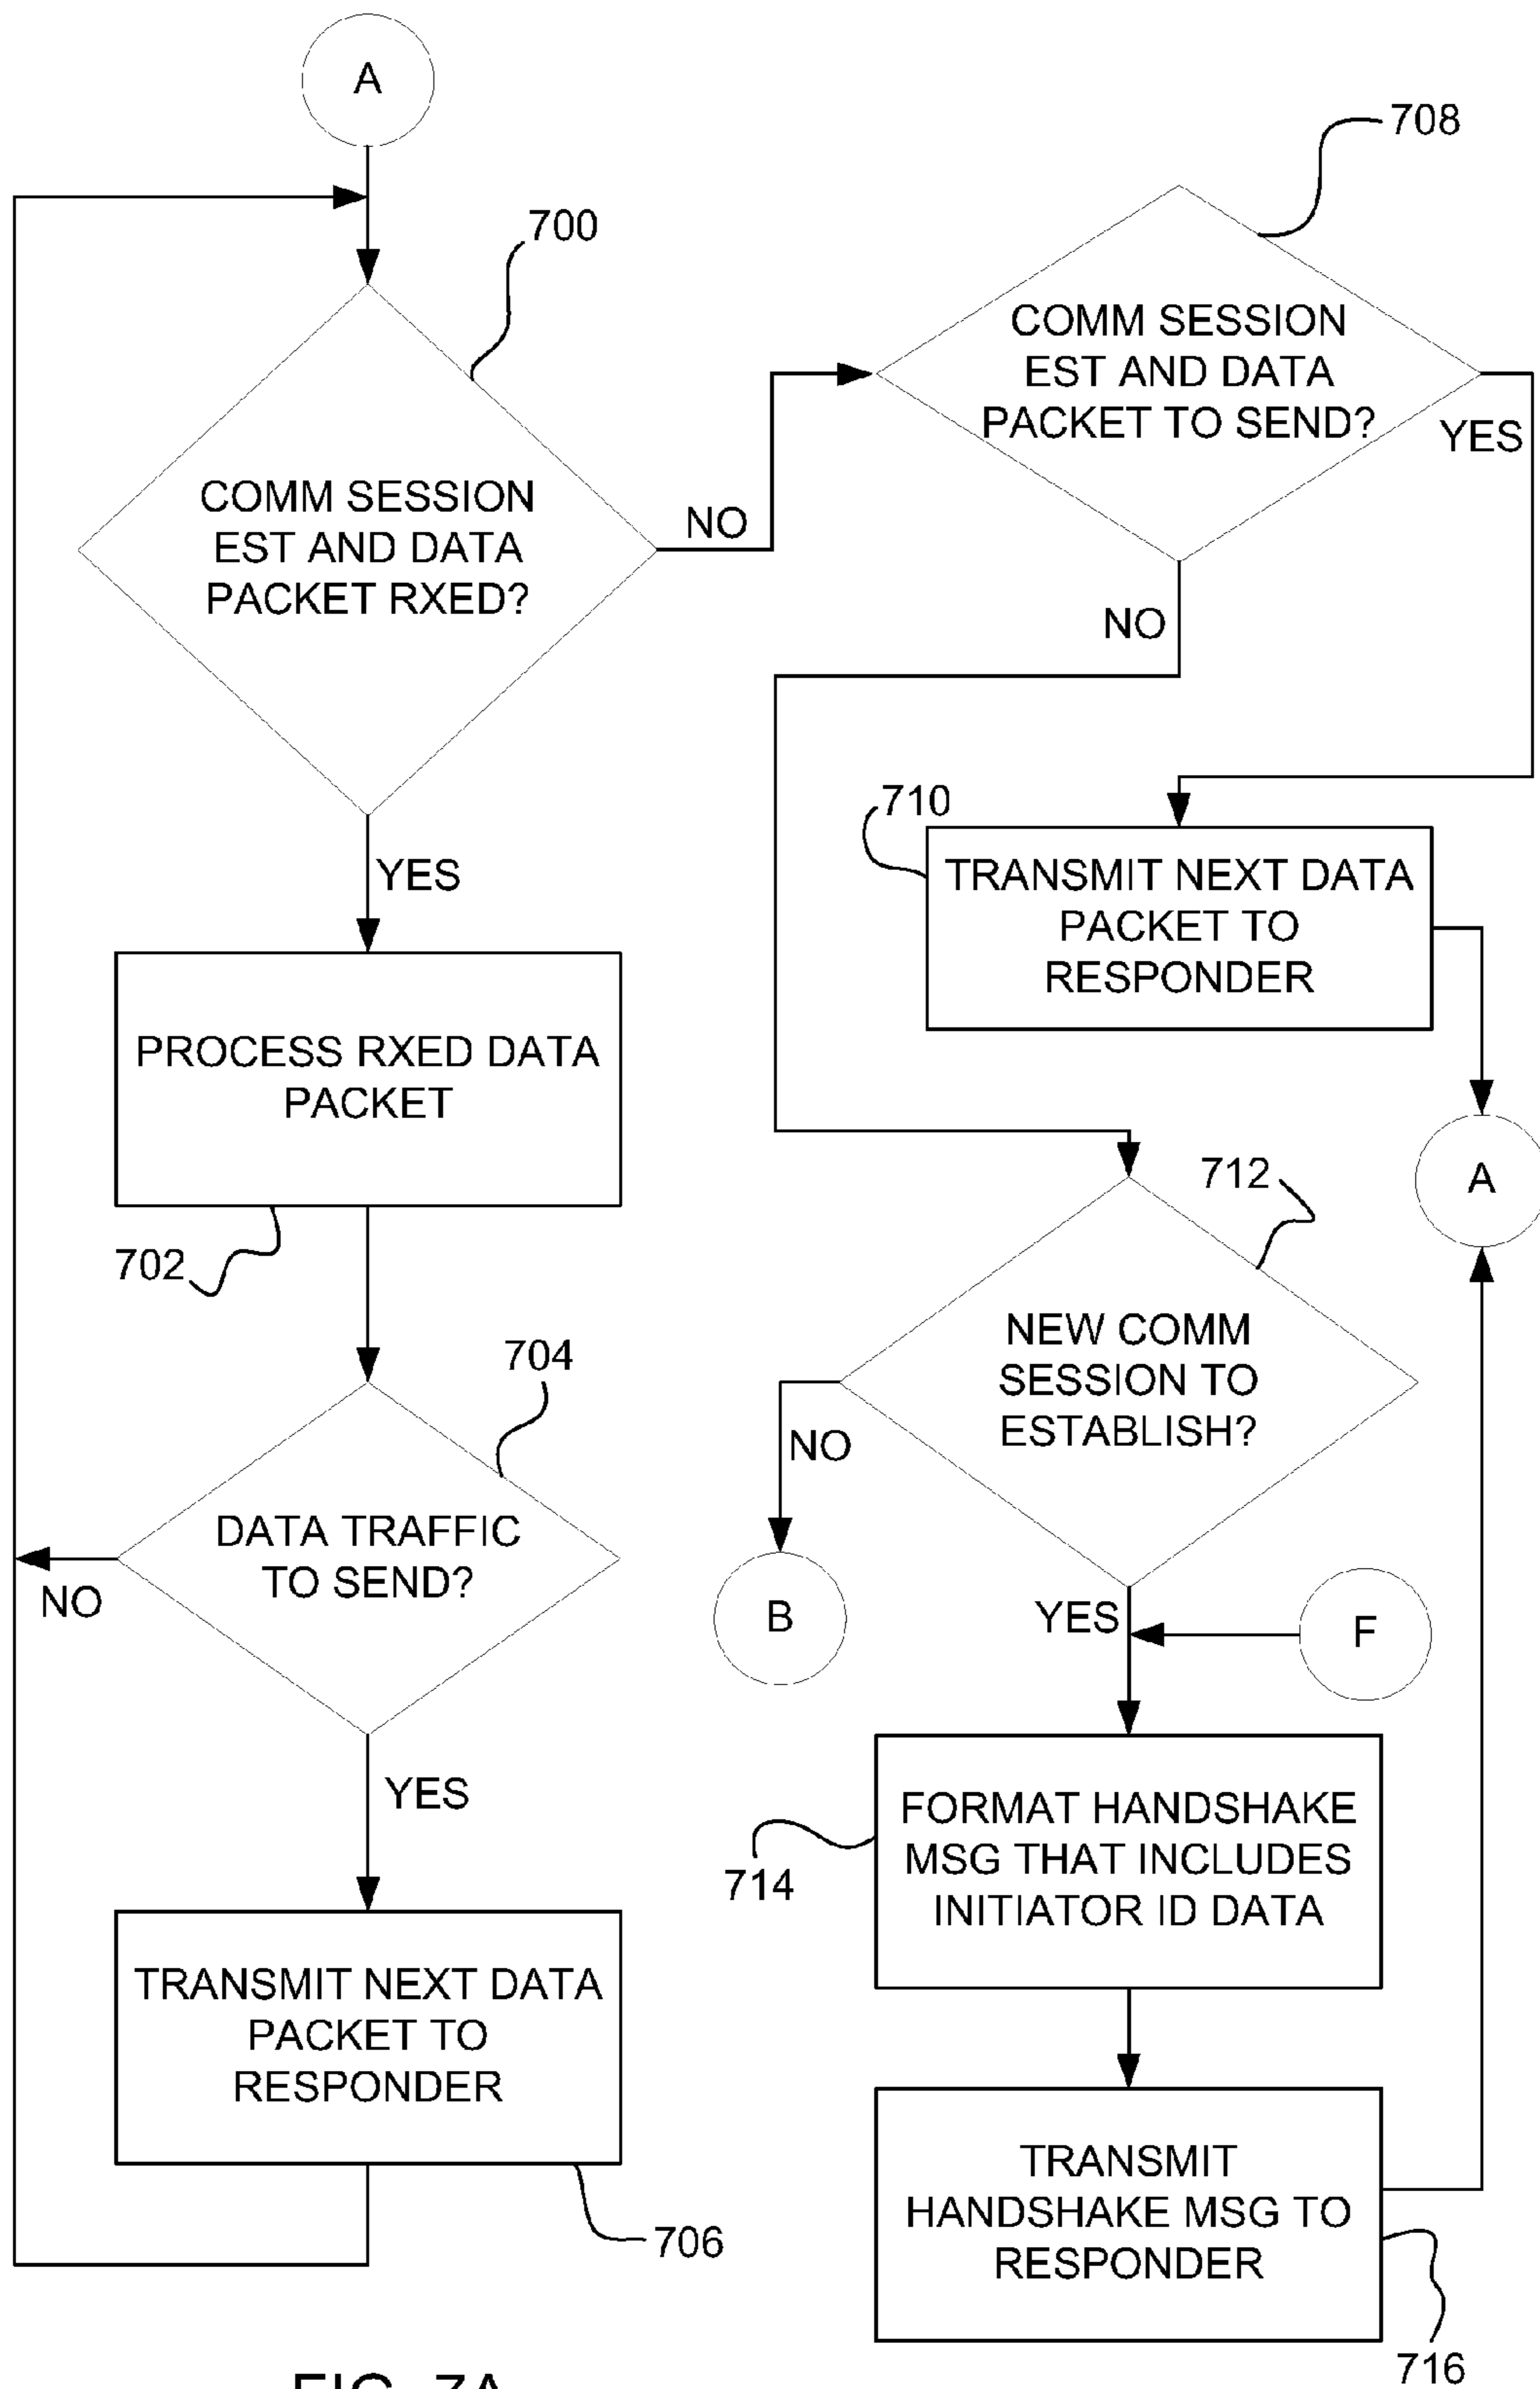 A
700
COMM SESSION
EST AND DATA
PACKET RXED?
NO
YES
PROCESS RXED DATA
PACKET
702
704
DATA TRAFFIC
TO SEND?
NO
YES
TRANSMIT NEXT DATA
PACKET TO
RESPONDER
706
708
COMM SESSION
EST AND DATA
PACKET TO SEND?
YES
NO
710
TRANSMIT NEXT DATA
PACKET TO
RESPONDER
A
712
NEW COMM
SESSION TO
ESTABLISH?
NO
B
YES
F
714
FORMAT HANDSHAKE
MSG THAT INCLUDES
INITIATOR ID DATA
TRANSMIT
HANDSHAKE MSG TO
RESPONDER
716
FIG. 7A